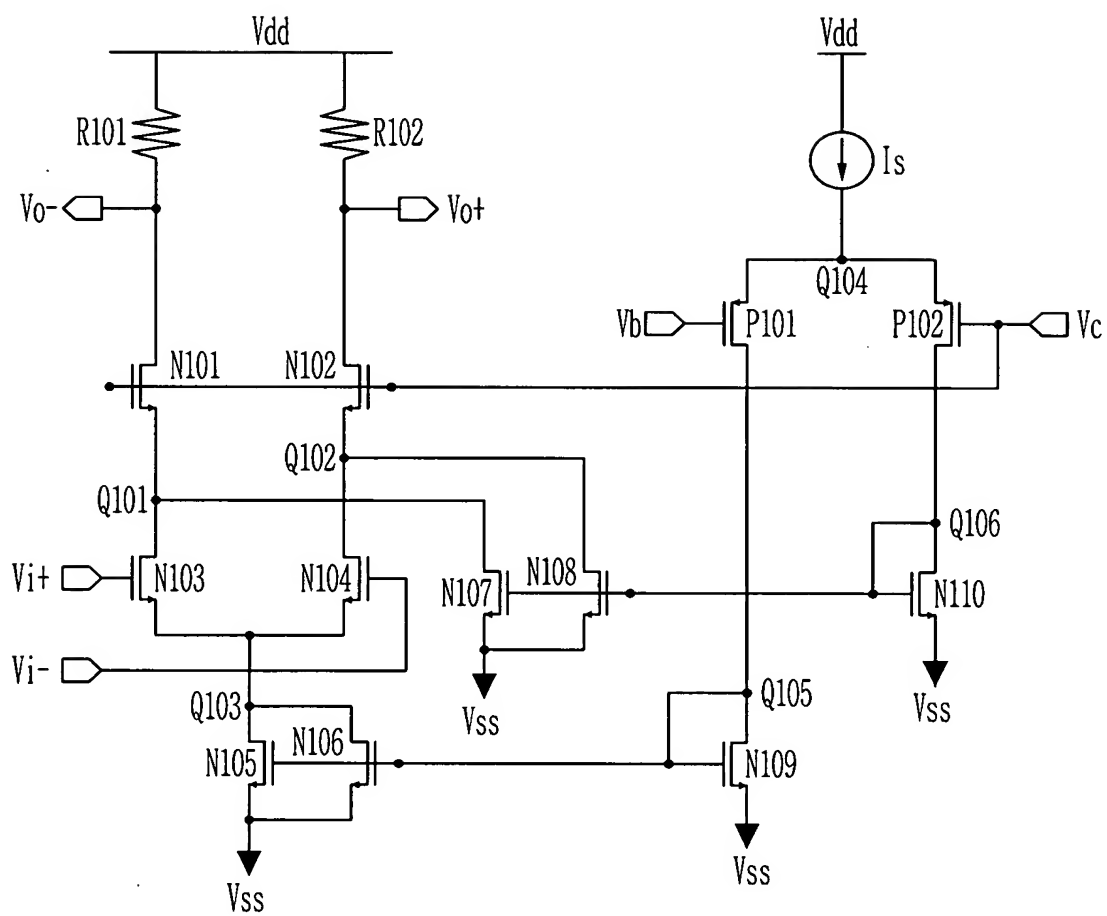 Vdd
Vdd
R101
R102
Is
Vo-
Vo+
Q104
Vb
P101
P102
Vc
N101
N102
Q102
Q101
Q106
Vi+
N103
N104
N107
N108
N110
Vi-
Q103
Vss
Q105
Vss
N105
N106
N109
Vss
Vss